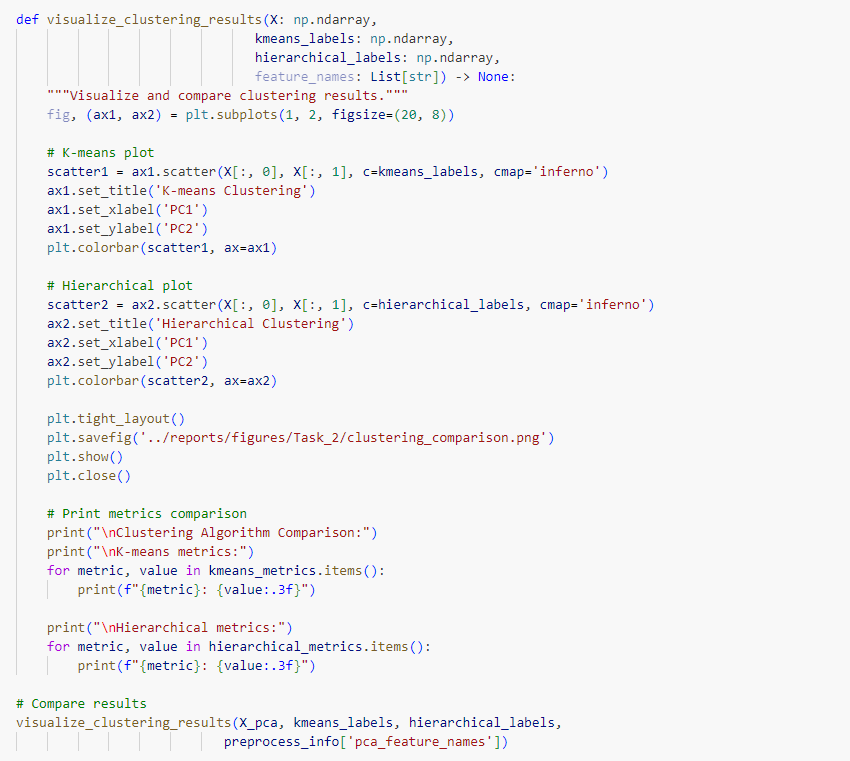 def visualize_clustering_results(X: np.ndarray,
                               kmeans_labels: np.ndarray,
                               hierarchical_labels: np.ndarray,
                               feature_names: List[str]) -> None:
    """Visualize and compare clustering results."""
    fig, (ax1, ax2) = plt.subplots(1, 2, figsize=(20, 8))

    # K-means plot
    scatter1 = ax1.scatter(X[:, 0], X[:, 1], c=kmeans_labels, cmap='inferno')
    ax1.set_title('K-means Clustering')
    ax1.set_xlabel('PC1')
    ax1.set_ylabel('PC2')
    plt.colorbar(scatter1, ax=ax1)

    # Hierarchical plot
    scatter2 = ax2.scatter(X[:, 0], X[:, 1], c=hierarchical_labels, cmap='inferno')
    ax2.set_title('Hierarchical Clustering')
    ax2.set_xlabel('PC1')
    ax2.set_ylabel('PC2')
    plt.colorbar(scatter2, ax=ax2)

    plt.tight_layout()
    plt.savefig('../reports/figures/Task_2/clustering_comparison.png')
    plt.show()
    plt.close()

    # Print metrics comparison
    print("\nClustering Algorithm Comparison:")
    print("\nK-means metrics:")
    for metric, value in kmeans_metrics.items():
        print(f"{metric}: {value:.3f}")

    print("\nHierarchical metrics:")
    for metric, value in hierarchical_metrics.items():
        print(f"{metric}: {value:.3f}")

# Compare results
visualize_clustering_results(X_pca, kmeans_labels, hierarchical_labels,
                           preprocess_info['pca_feature_names'])